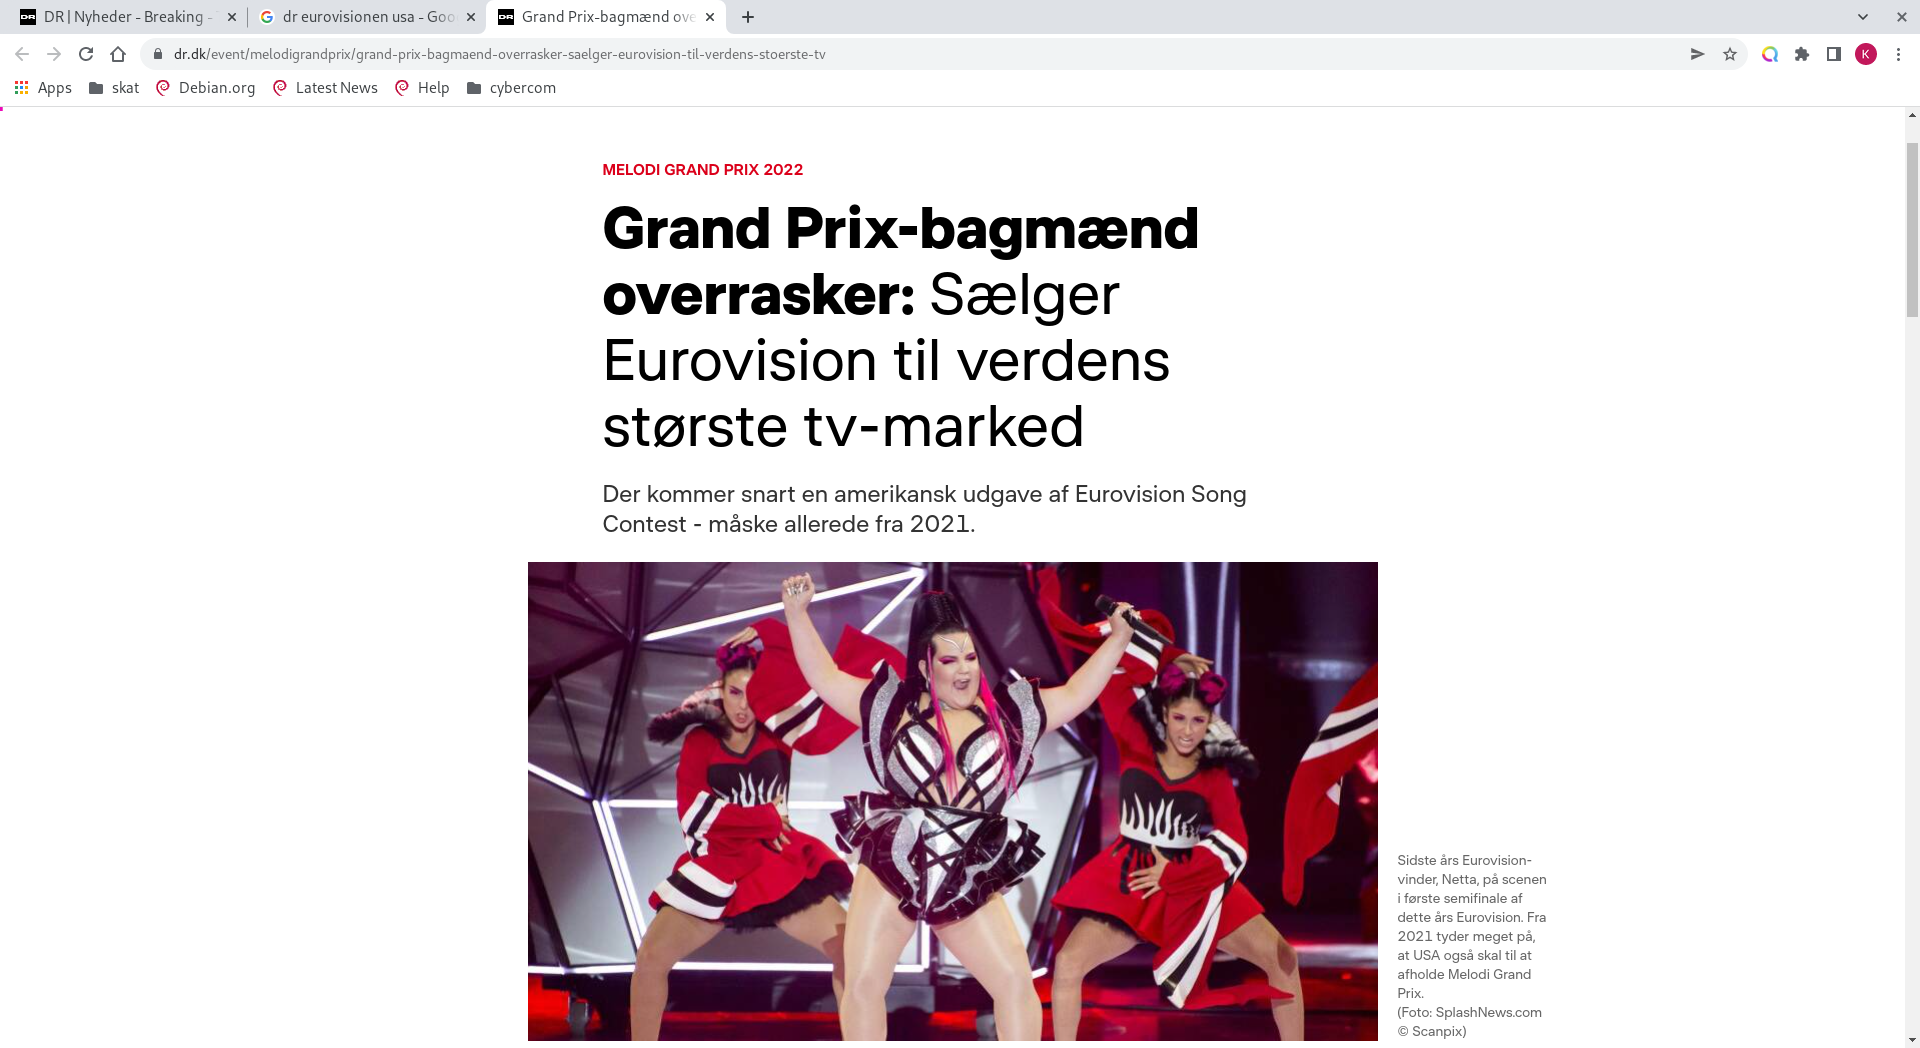 DR | Nyheder - Breaking -
dr eurovisionen usa - Goo
Grand Prix-bagmænd ove
dr.dk/event/melodigrandprix/grand-prix-bagmaend-overrasker-saelger-eurovision-til-verdens-stoerste-tv
K
Apps
skat
Debian.org
Latest News
Help
cybercom
MELODI GRAND PRIX 2022
Grand Prix-bagmænd
overrasker: Sælger
Eurovision til verdens
største tv-marked
Der kommer snart en amerikansk udgave af Eurovision Song
Contest - måske allerede fra 2021.
Sidste års Eurovision-
vinder, Netta, på scenen
i første semifinale af
dette års Eurovision. Fra
2021 tyder meget på,
at USA også skal til at
afholde Melodi Grand
Prix.
(Foto: SplashNews.com
© Scanpix)